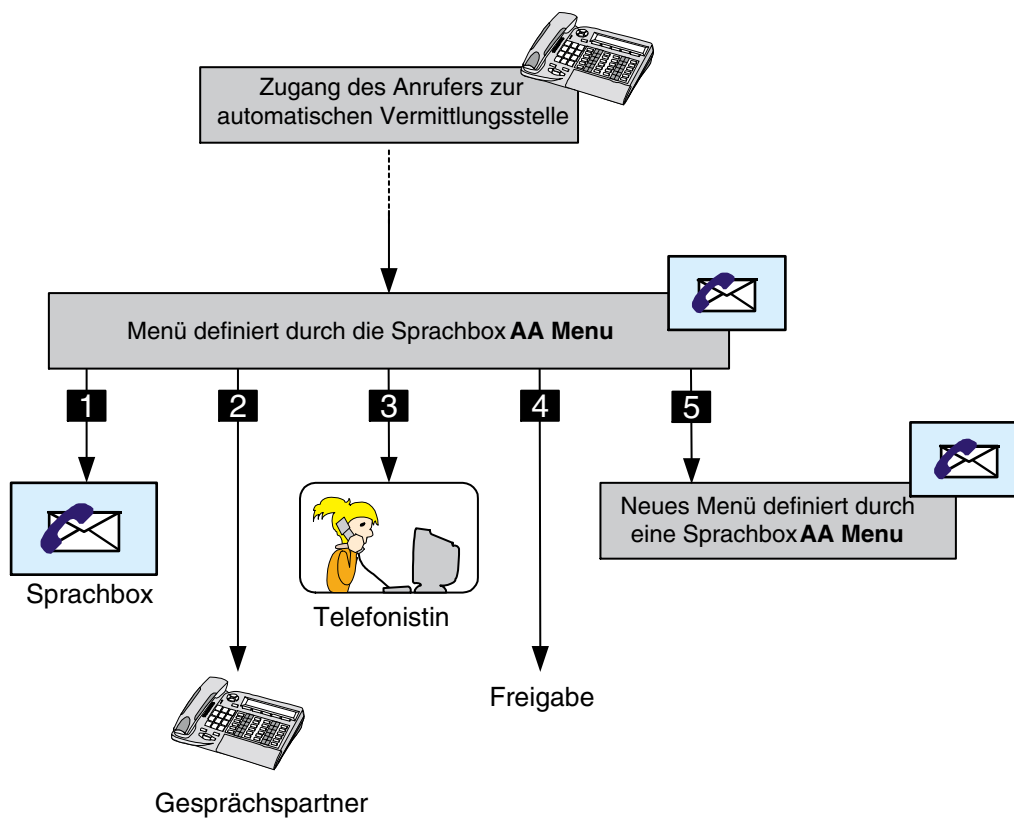 Zugang des Anrufers zur
automatischen Vermittlungsstelle
Menü definiert durch die Sprachbox AA Menu
1
2
3
4
5
Sprachbox
Telefonistin
Neues Menü definiert durch
eine Sprachbox AA Menu
Gesprächspartner
Freigabe